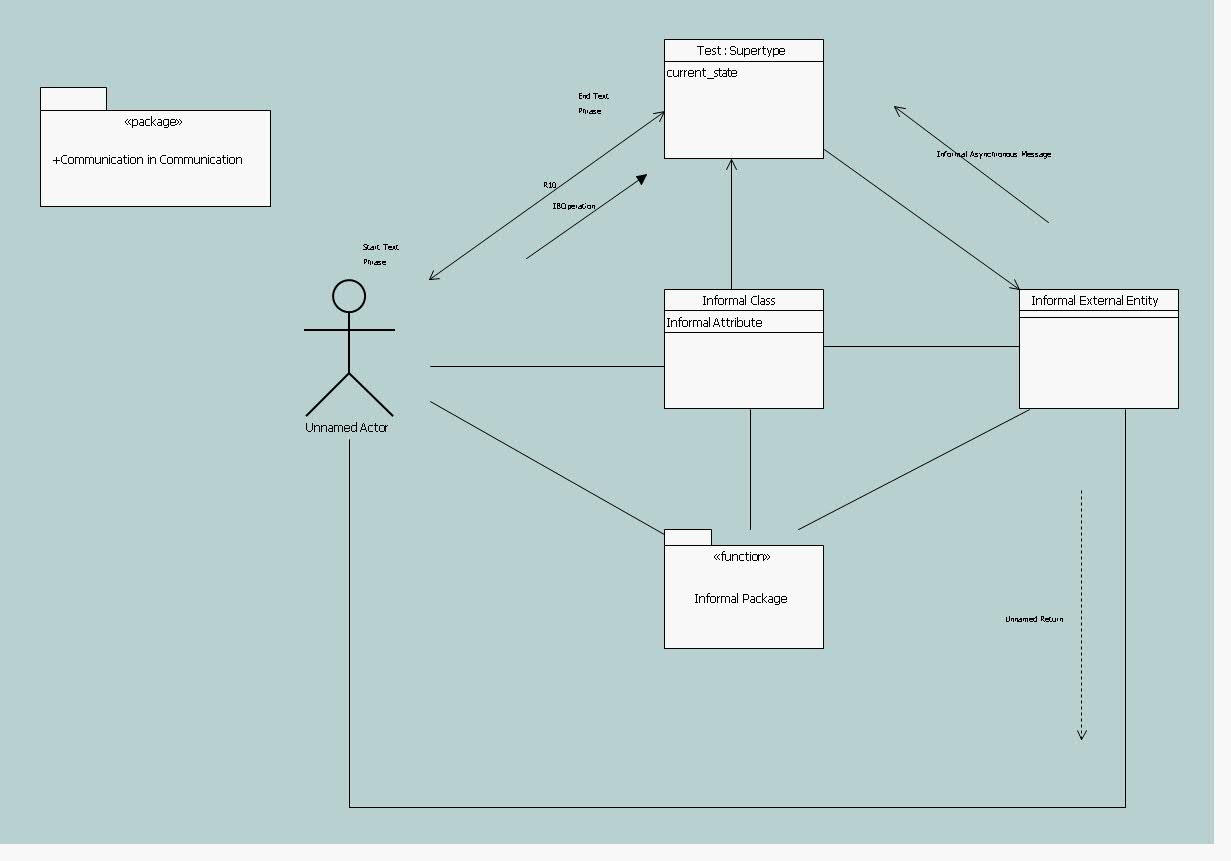 Test : Supertype
current_state
End Text
Phrase
«package»
+Communication in Communication
Informal Asynchronous Message
R10
IBOperation
Start Text
Phrase
Informal Class
Informal Attribute
Informal External Entity
Unnamed Actor
«function»
Informal Package
Unnamed Return